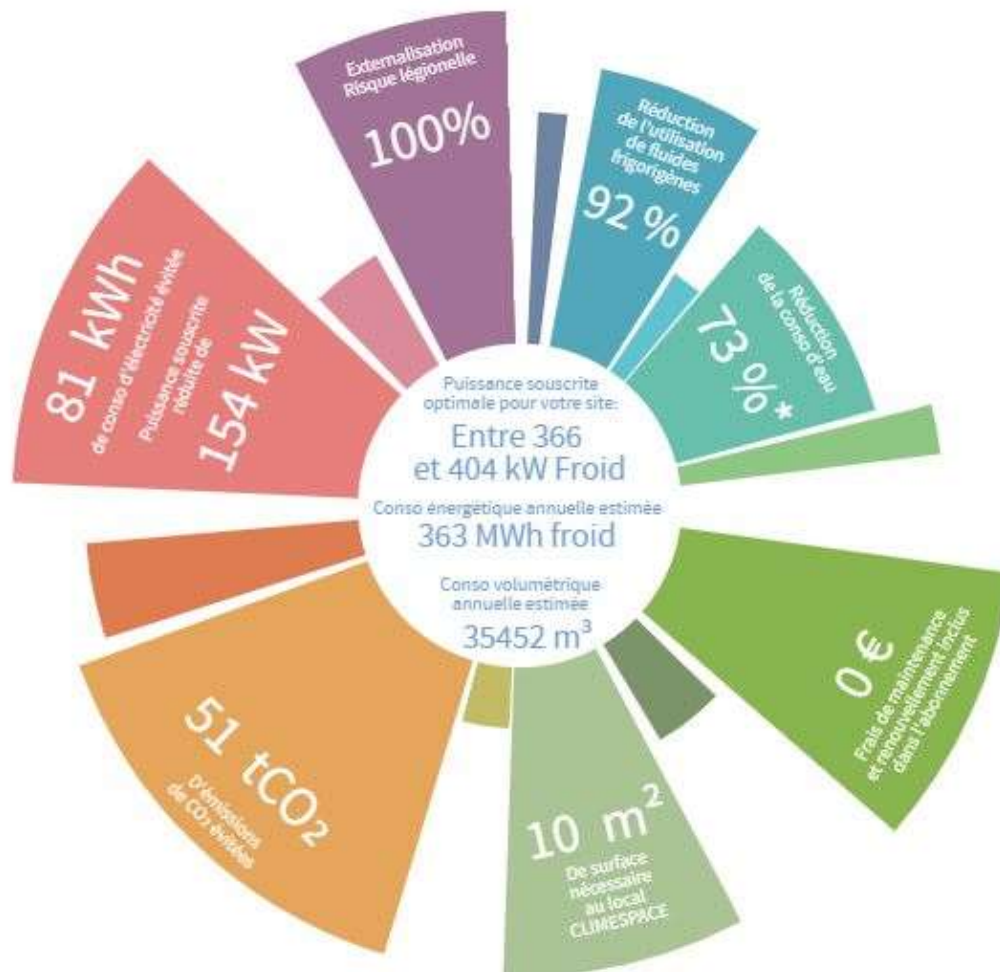 Externalisation
Risque légionelle
100%
Réduction
de l'utilisation
de fluides
frigorigènes
92 %
Réduction
de la conso d'eau
73 %*
0 €
Frais de maintenance
et renouvellement inclus
dans l'abonnement
10 m²
De surface
nécessaire
au local
CLIMESPACE
51 tCO₂
D'émissions
de CO₂ évitées
81 kWh
de conso d'électricité évitée
Puissance souscrite
réduite de
154 kW
Puissance souscrite
optimale pour votre site:
Entre 366
et 404 kW Froid
Conso énergétique annuelle estimée
363 MWh froid
Conso volumétrique
annuelle estimée
35452 m³